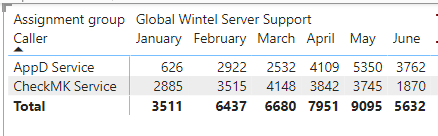 Assignment group Global Wintel Server Support
Caller January February March April May June
AppD Service 626 2922 2532 4109 5350 3762
CheckMK Service 2885 3515 4148 3842 3745 1870
Total 3511 6437 6680 7951 9095 5632